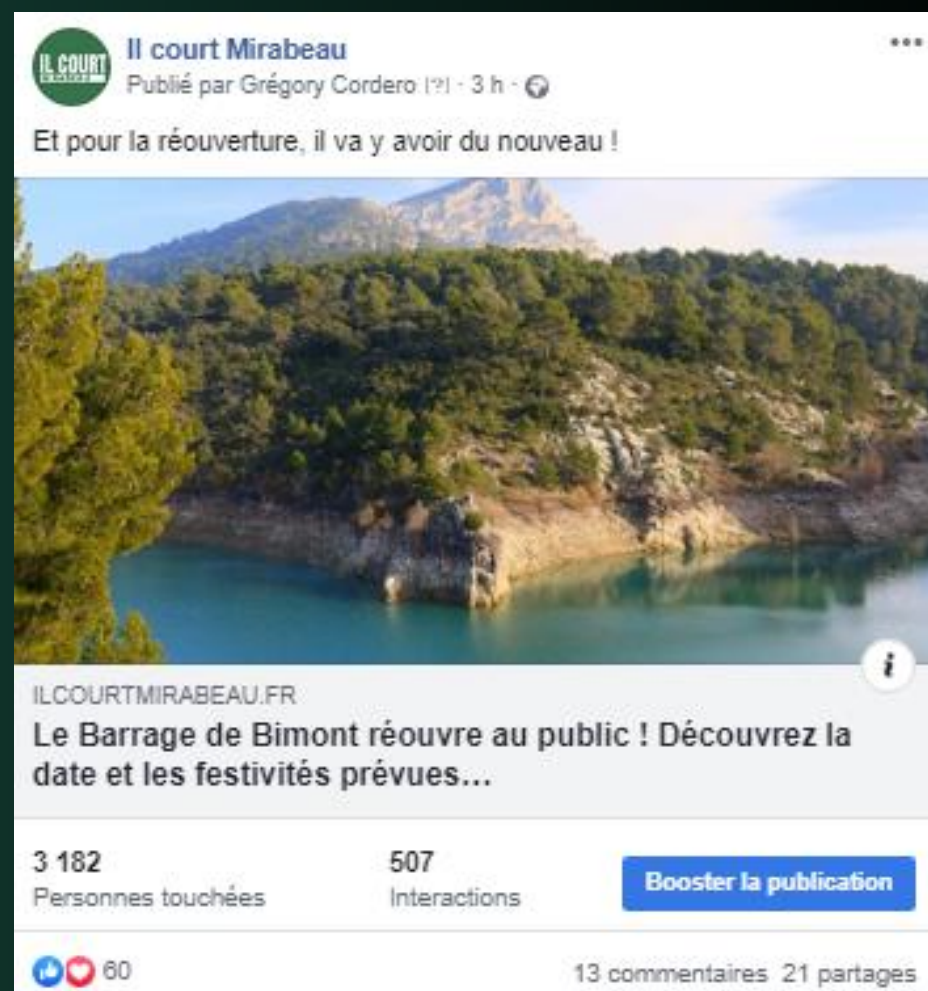 IL COURT
Il court Mirabeau
Publié par Grégory Cordero [?] · 3 h ·
Et pour la réouverture, il va y avoir du nouveau !
i
ILCOURTMIRABEAU.FR
Le Barrage de Bimont réouvre au public ! Découvrez la
date et les festivités prévues...
3 182
Personnes touchées
507
Interactions
Booster la publication
60
13 commentaires 21 partages